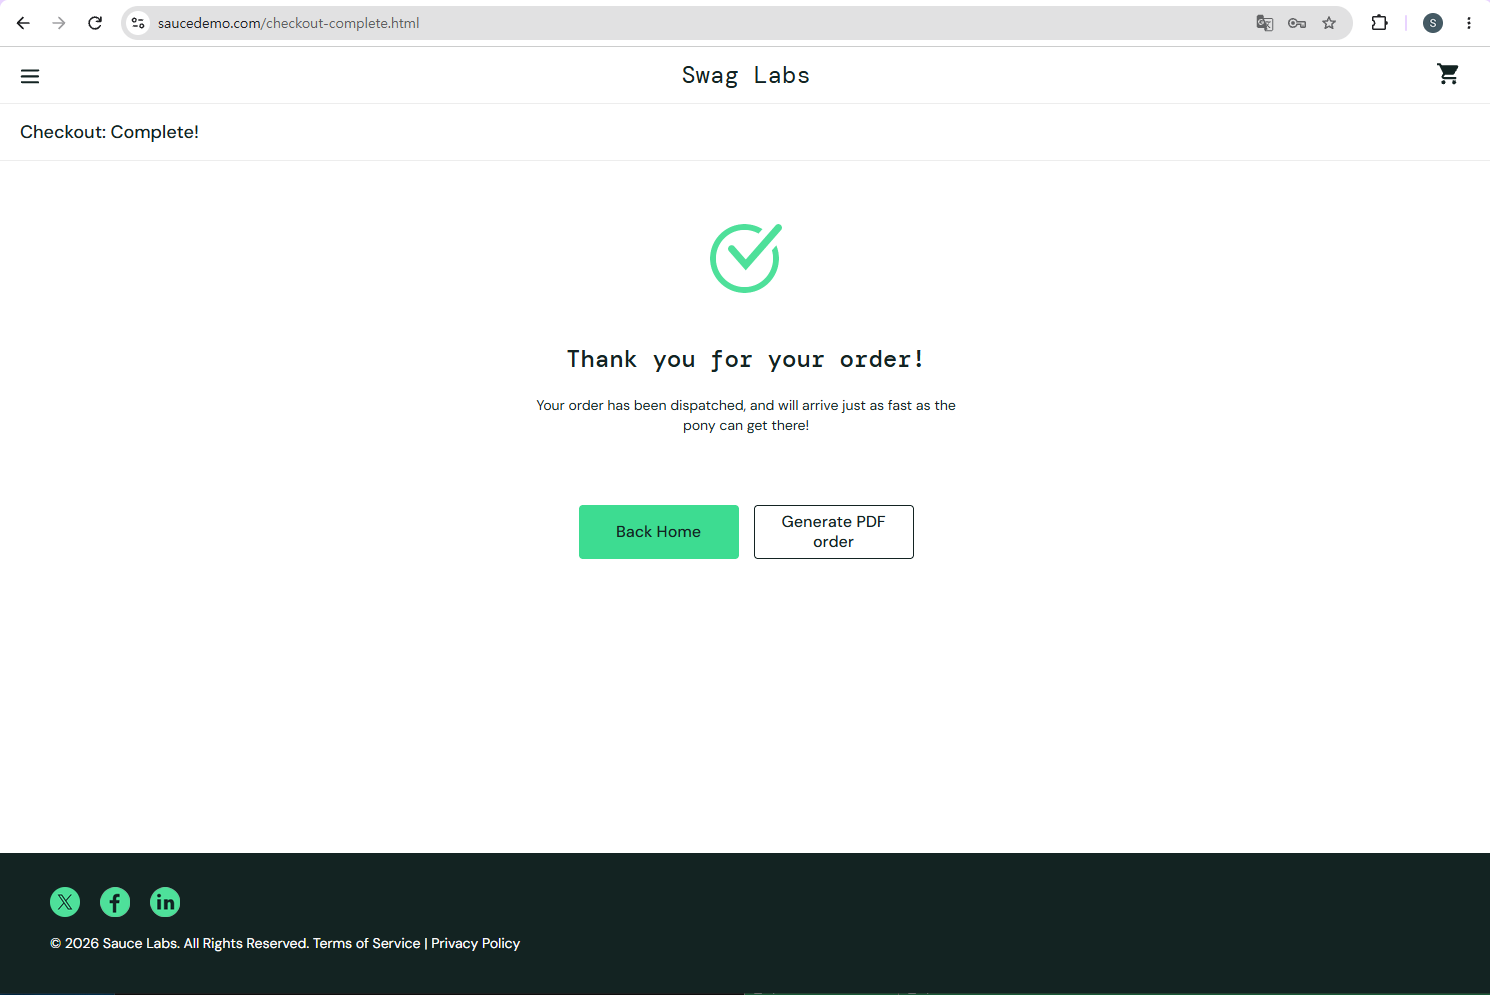 saucedemo.com/checkout-complete.html
S
Swag Labs
Checkout: Complete!
Thank you for your order!
Your order has been dispatched, and will arrive just as fast as the
pony can get there!
Back Home
Generate PDF
order
© 2026 Sauce Labs. All Rights Reserved. Terms of Service | Privacy Policy